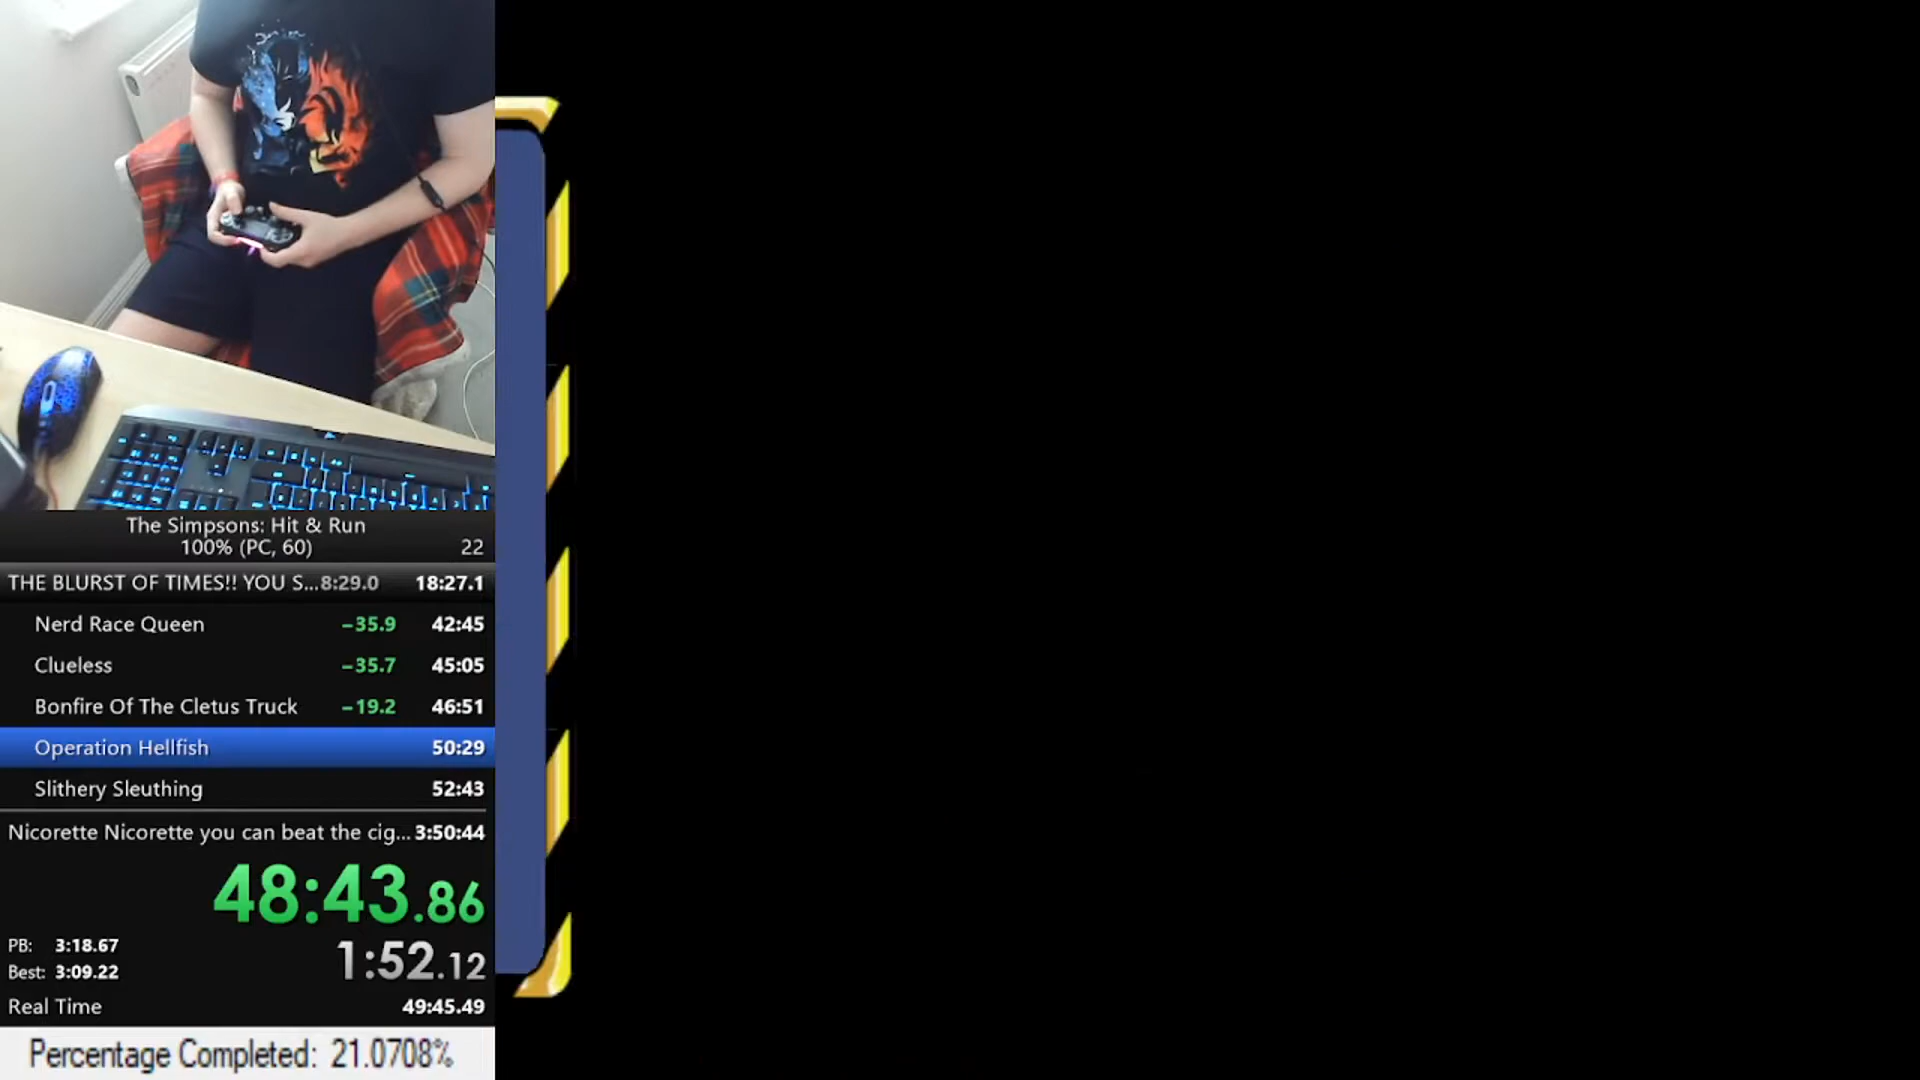 The Simpsons: Hit & Run
100% (PC, 60) 22
THE BLURST OF TIMES!! YOU S...8:29.0 18:27.1
Nerd Race Queen −35.9 42:45
Clueless −35.7 45:05
Bonfire Of The Cletus Truck −19.2 46:51
Operation Hellfish 50:29
Slithery Sleuthing 52:43
Nicorette Nicorette you can beat the cig... 3:50:44
48:43.86
PB: 3:18.67
1:52.12
Best: 3:09.22
Real Time 49:45.49
Percentage Completed: 21.0708%